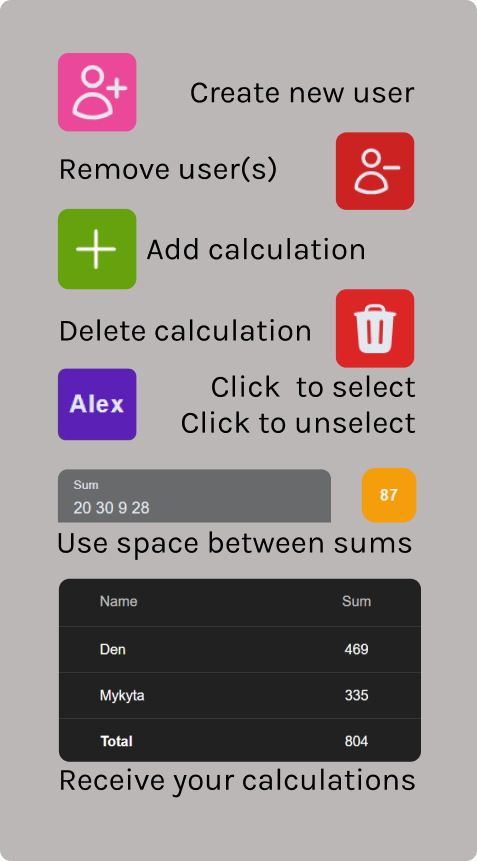 Create new user
Remove user(s)
Add calculation
Delete calculation
Alex
Click to select
Click to unselect
Sum
20 30 9 28
87
Use space between sums
Name Sum
Den 469
Mykyta 335
Total 804
Receive your calculations